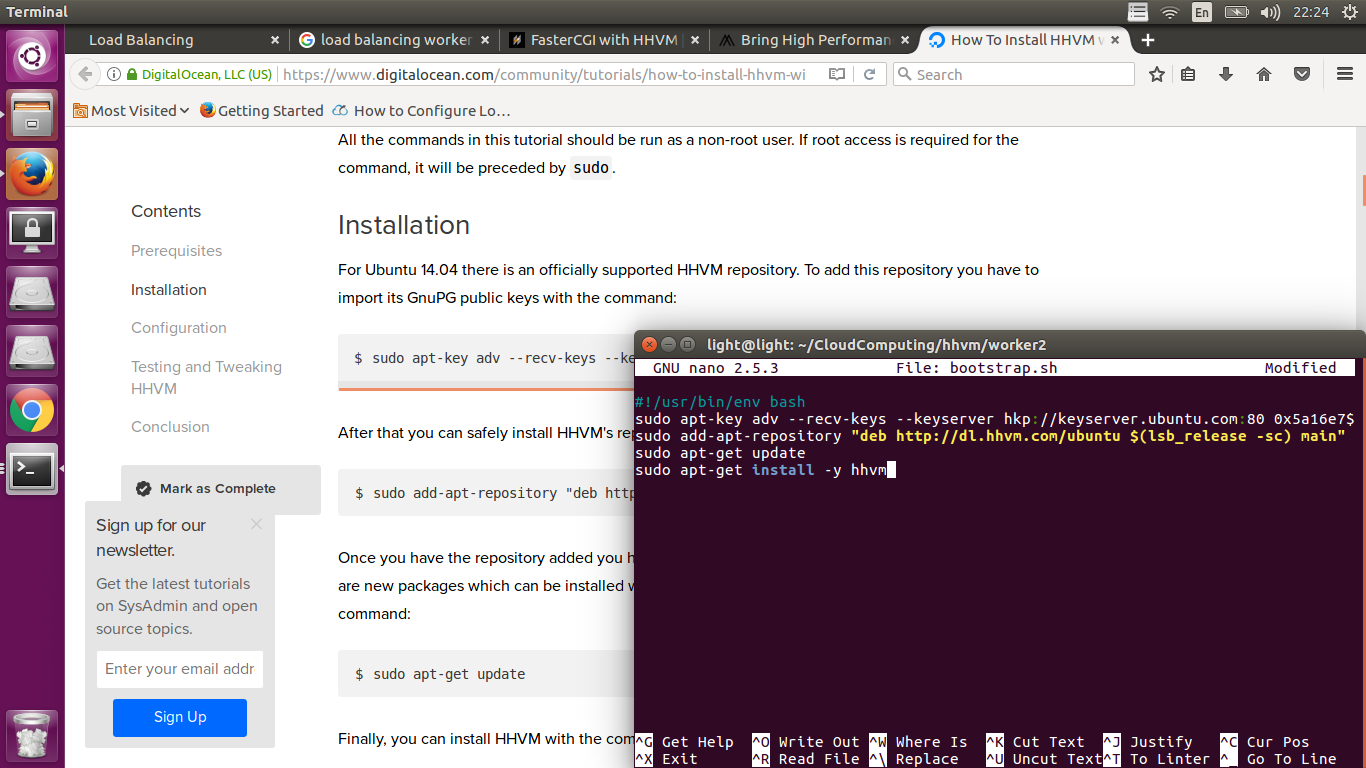 Terminal
En
22:24
Load Balancing
load balancing worker
FasterCGI with HHVM
Bring High Performan
How To Install HHVM w
DigitalOcean, LLC (US)
https://www.digitalocean.com/community/tutorials/how-to-install-hhvm-wi
Search
Most Visited
Getting Started
How to Configure Lo...
All the commands in this tutorial should be run as a non-root user. If root access is required for the
command, it will be preceded by sudo.
Contents
Prerequisites
Installation
Configuration
Testing and Tweaking
HHVM
Conclusion
Mark as Complete
Sign up for our
newsletter.
Get the latest tutorials
on SysAdmin and open
source topics.
Enter your email addr
Sign Up
Installation
For Ubuntu 14.04 there is an officially supported HHVM repository. To add this repository you have to
import its GnuPG public keys with the command:
$ sudo apt-key adv --recv-keys --ke
After that you can safely install HHVM's rep
$ sudo add-apt-repository "deb http
Once you have the repository added you h
are new packages which can be installed w
command:
$ sudo apt-get update
Finally, you can install HHVM with the com
light@light: ~/CloudComputing/hhvm/worker2
GNU nano 2.5.3 File: bootstrap.sh Modified
#!/usr/bin/env bash
sudo apt-key adv --recv-keys --keyserver hkp://keyserver.ubuntu.com:80 0x5a16e7$
sudo add-apt-repository "deb http://dl.hhvm.com/ubuntu $(lsb_release -sc) main"
sudo apt-get update
sudo apt-get install -y hhvm
^G Get Help ^O Write Out ^W Where Is ^K Cut Text ^J Justify ^C Cur Pos
^X Exit ^R Read File ^\ Replace ^U Uncut Text ^T To Linter ^_ Go To Line